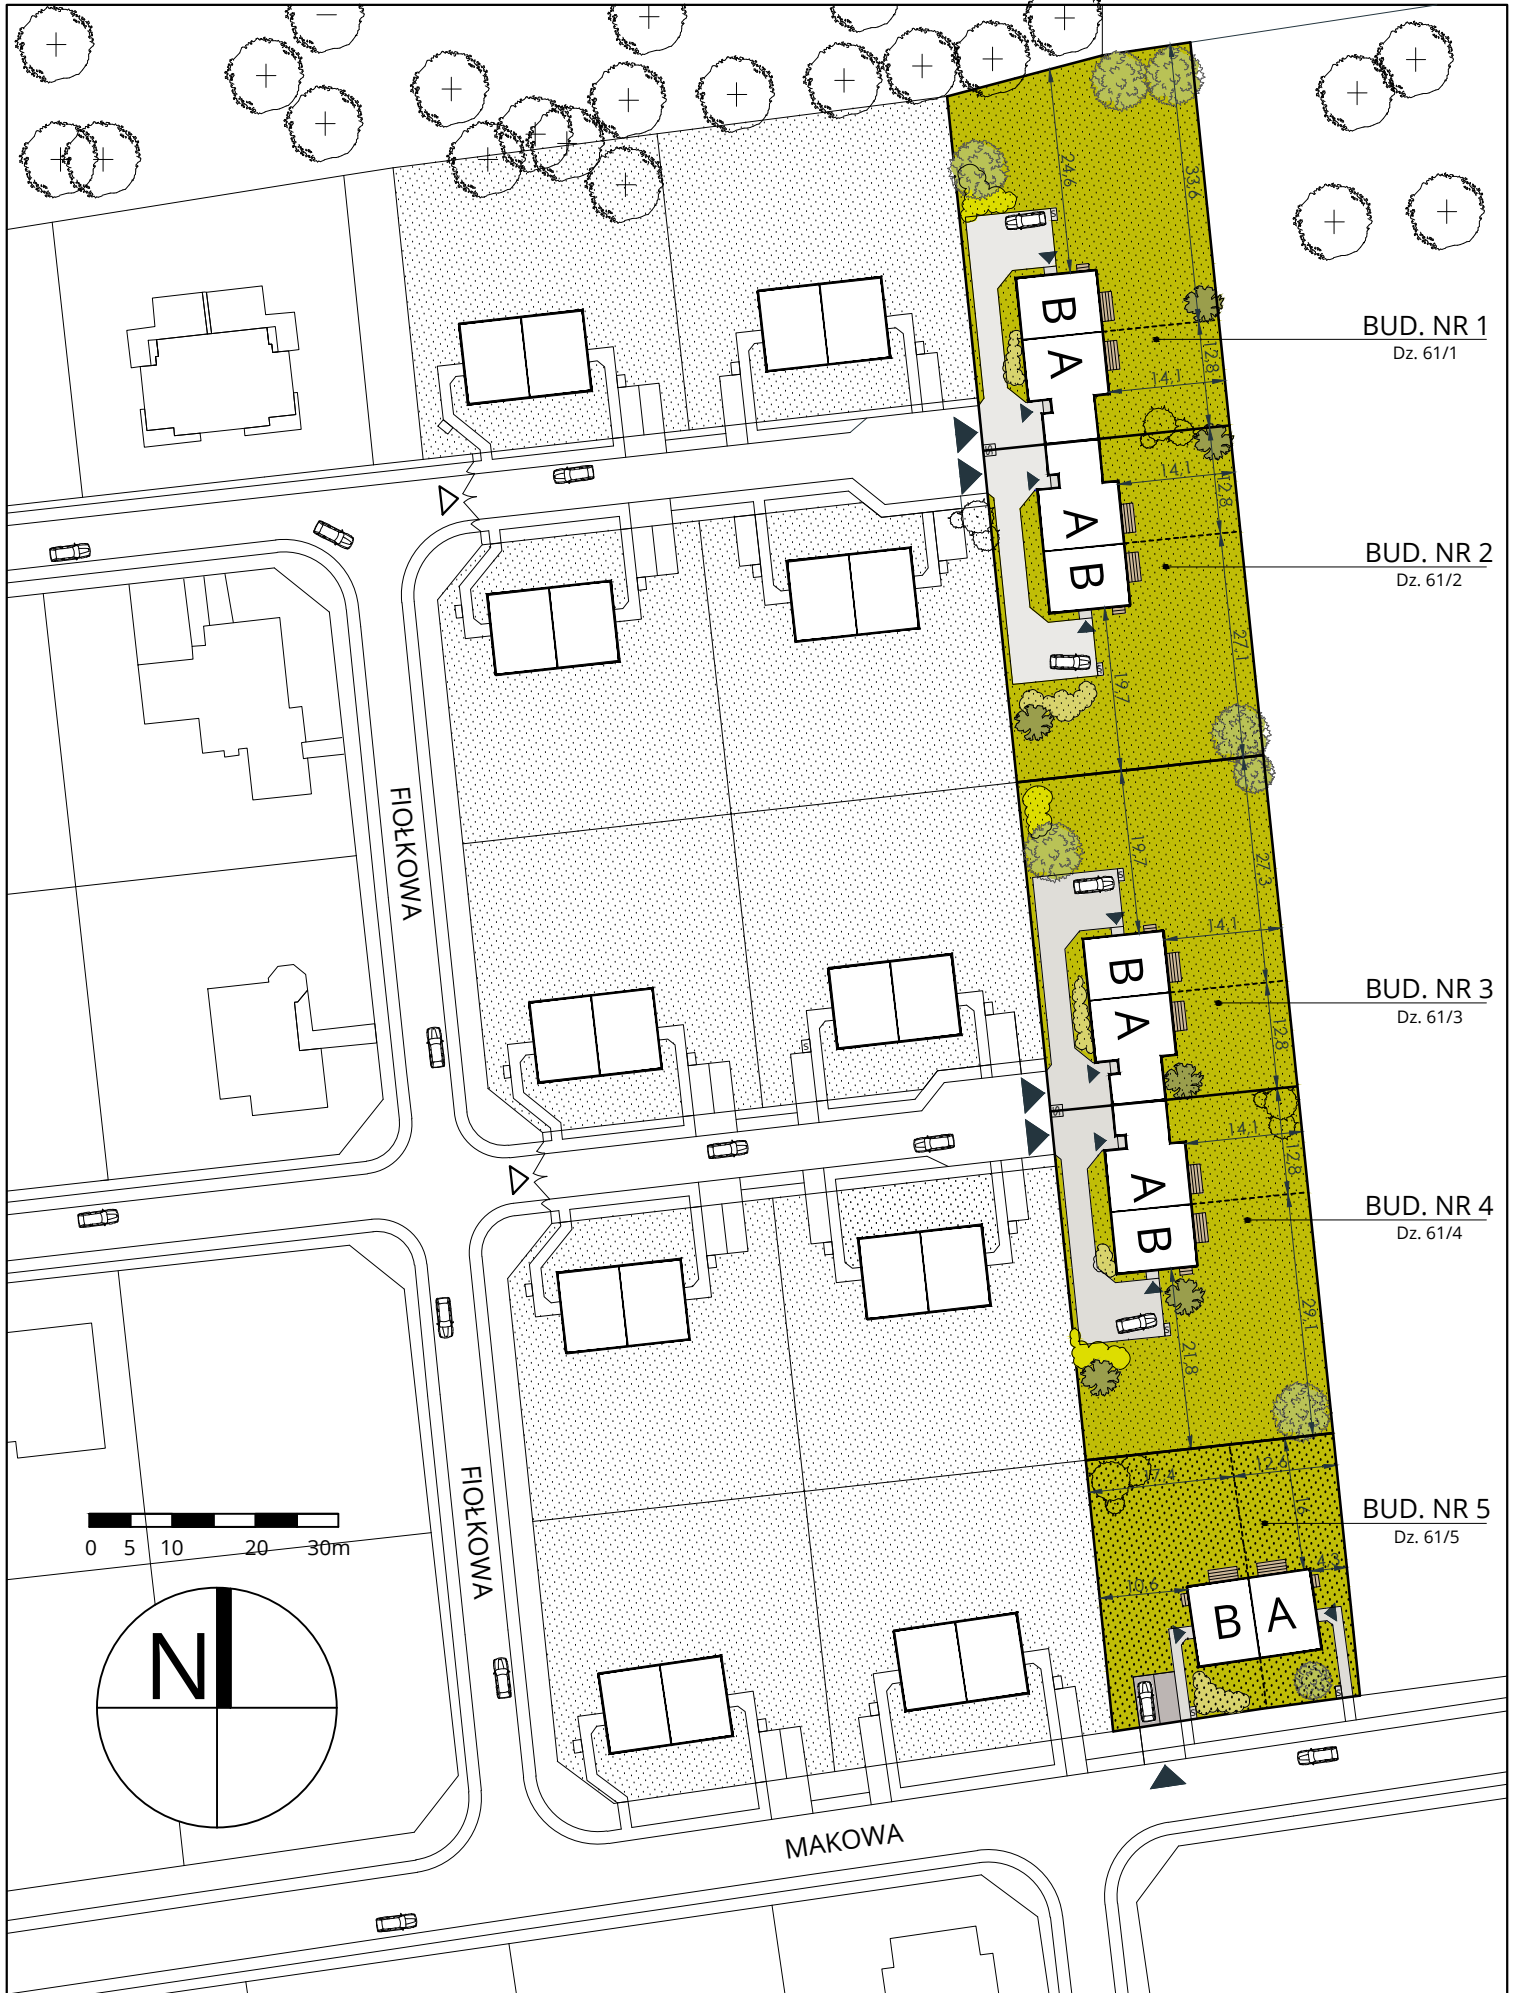 24,6
33,6
B
A
12,8
14,1
BUD. NR 1
Dz. 61/1
S
14,1
12,8
A
B
BUD. NR 2
Dz. 61/2
27,1
19,7
FIOŁKOWA
19,7
27,3
14,1
B
A
12,8
BUD. NR 3
Dz. 61/3
S
14,1
12,8
A
B
BUD. NR 4
Dz. 61/4
29,1
21,8
FIOŁKOWA
17,4
12,6
16
BUD. NR 5
Dz. 61/5
0 5 10 20 30m
4,3
10,6
B A
N
S
MAKOWA